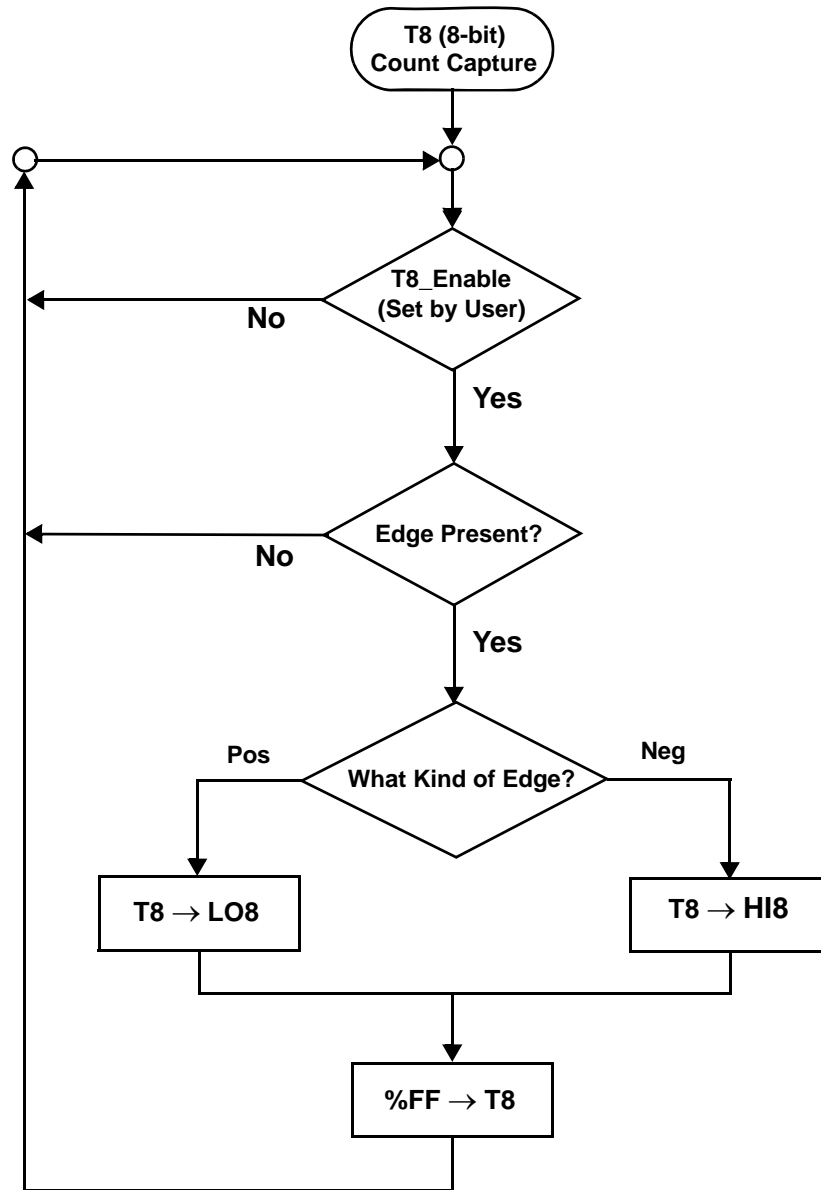 T8 (8-bit)
Count Capture
T8_Enable
(Set by User)
No
Yes
Edge Present?
No
Yes
Pos
What Kind of Edge?
Neg
T8 → LO8
T8 → HI8
%FF → T8